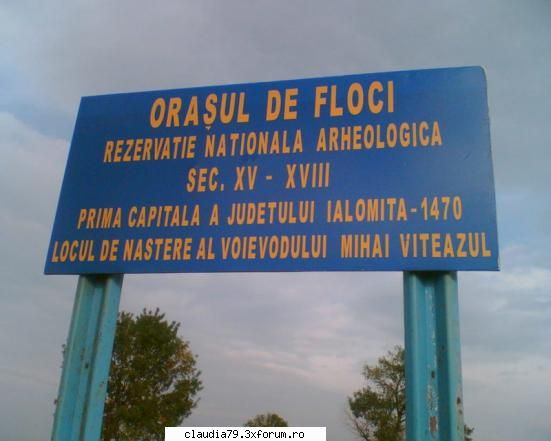 ORAŞUL DE FLOCI
REZERVATIE NATIONALA ARHEOLOGICA
SEC. XV - XVIII
PRIMA CAPITALA A JUDETULUI IALOMITA-1470
LOCUL DE NASTERE AL VOIEVODULUI MIHAI VITEAZUL
claudia79.3xforum.ro